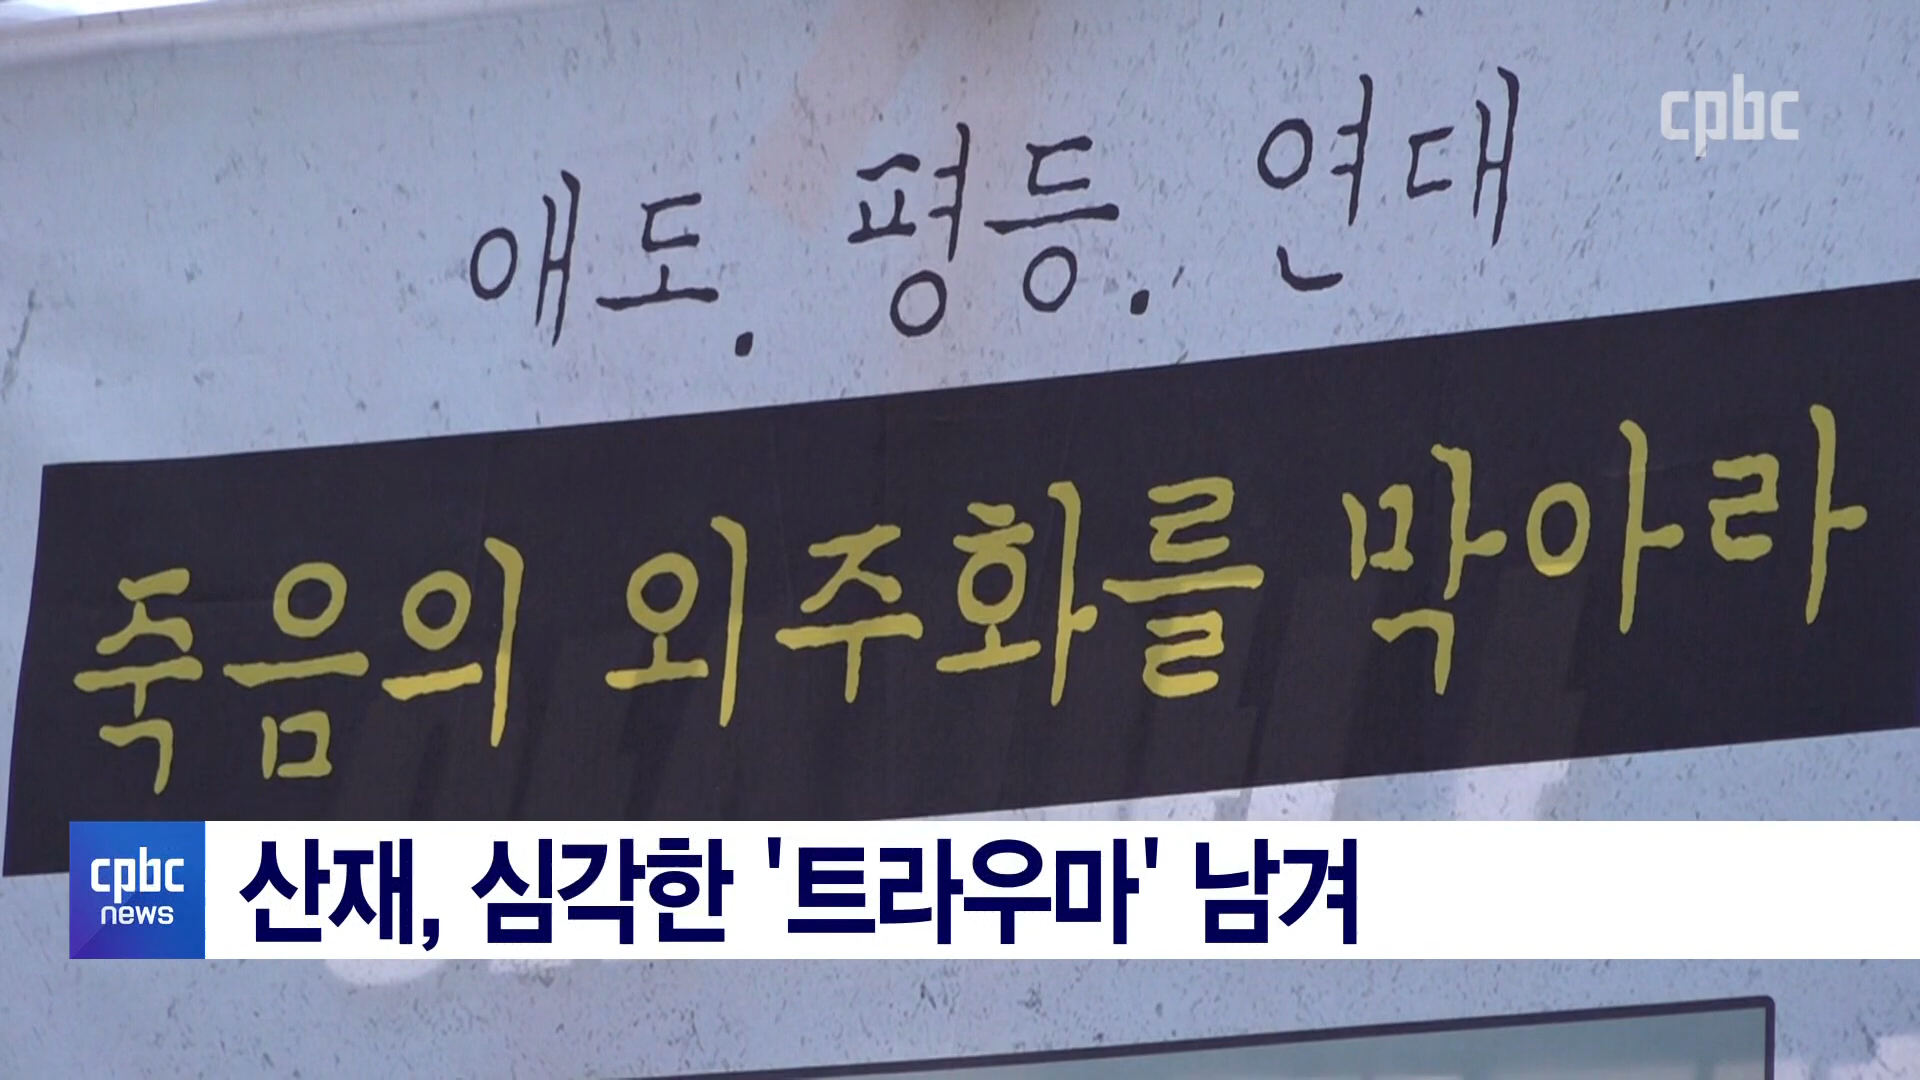 cpbc
애도. 평등. 연대
죽음의 외주화를 막아라
cpbc
news
산재, 심각한 '트라우마' 남겨